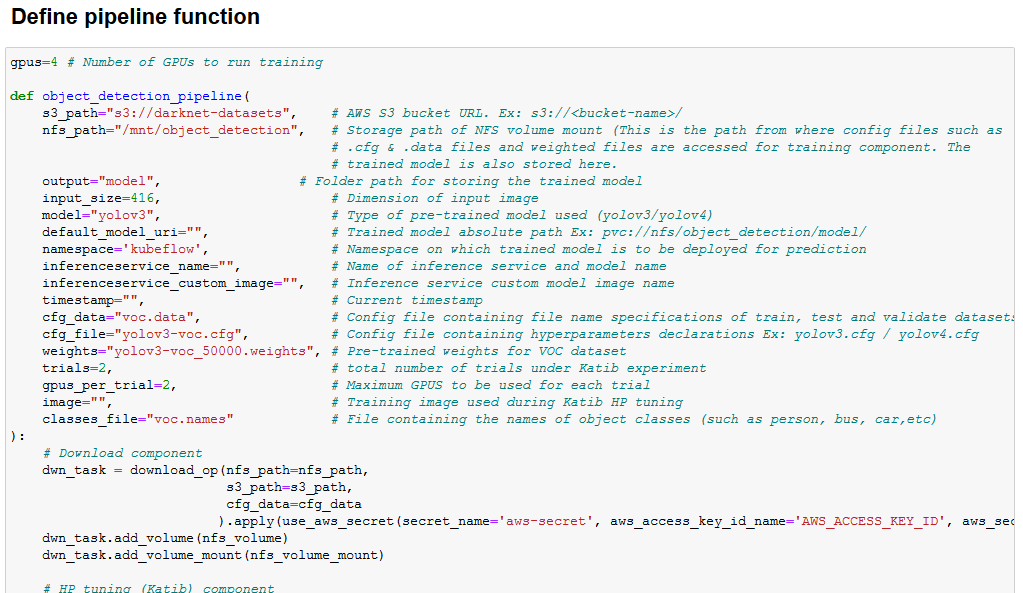 Define pipeline function
gpus=4 # Number of GPUs to run training
def object_detection_pipeline(
s3_path="s3://darknet-datasets", # AWS S3 bucket URL. Ex: s3://<bucket-name>/
nfs_path="/mnt/object_detection", # Storage path of NFS volume mount (This is the path from where config files such as
# .cfg & .data files and weighted files are accessed for training component. The
# trained model is also stored here.
output="model", # Folder path for storing the trained model
input_size=416, # Dimension of input image
model="yolov3", # Type of pre-trained model used (yolov3/yolov4)
default_model_uri="", # Trained model absolute path Ex: pvc://nfs/object_detection/model/
namespace='kubeflow', # Namespace on which trained model is to be deployed for prediction
inferenceservice_name="", # Name of inference service and model name
inferenceservice_custom_image="", # Inference service custom model image name
timestamp="", # Current timestamp
cfg_data="voc.data", # Config file containing file name specifications of train, test and validate datasets
cfg_file="yolov3-voc.cfg", # Config file containing hyperparameters declarations Ex: yolov3.cfg / yolov4.cfg
weights="yolov3-voc_50000.weights", # Pre-trained weights for VOC dataset
trials=2, # total number of trials under Katib experiment
gpus_per_trial=2, # Maximum GPUS to be used for each trial
image="", # Training image used during Katib HP tuning
classes_file="voc.names" # File containing the names of object classes (such as person, bus, car,etc)
):
# Download component
dwn_task = download_op(nfs_path=nfs_path,
s3_path=s3_path,
cfg_data=cfg_data
).apply(use_aws_secret(secret_name='aws-secret', aws_access_key_id_name='AWS_ACCESS_KEY_ID', aws_sec
dwn_task.add_volume(nfs_volume)
dwn_task.add_volume_mount(nfs_volume_mount)
# HP tuning (Katib) component